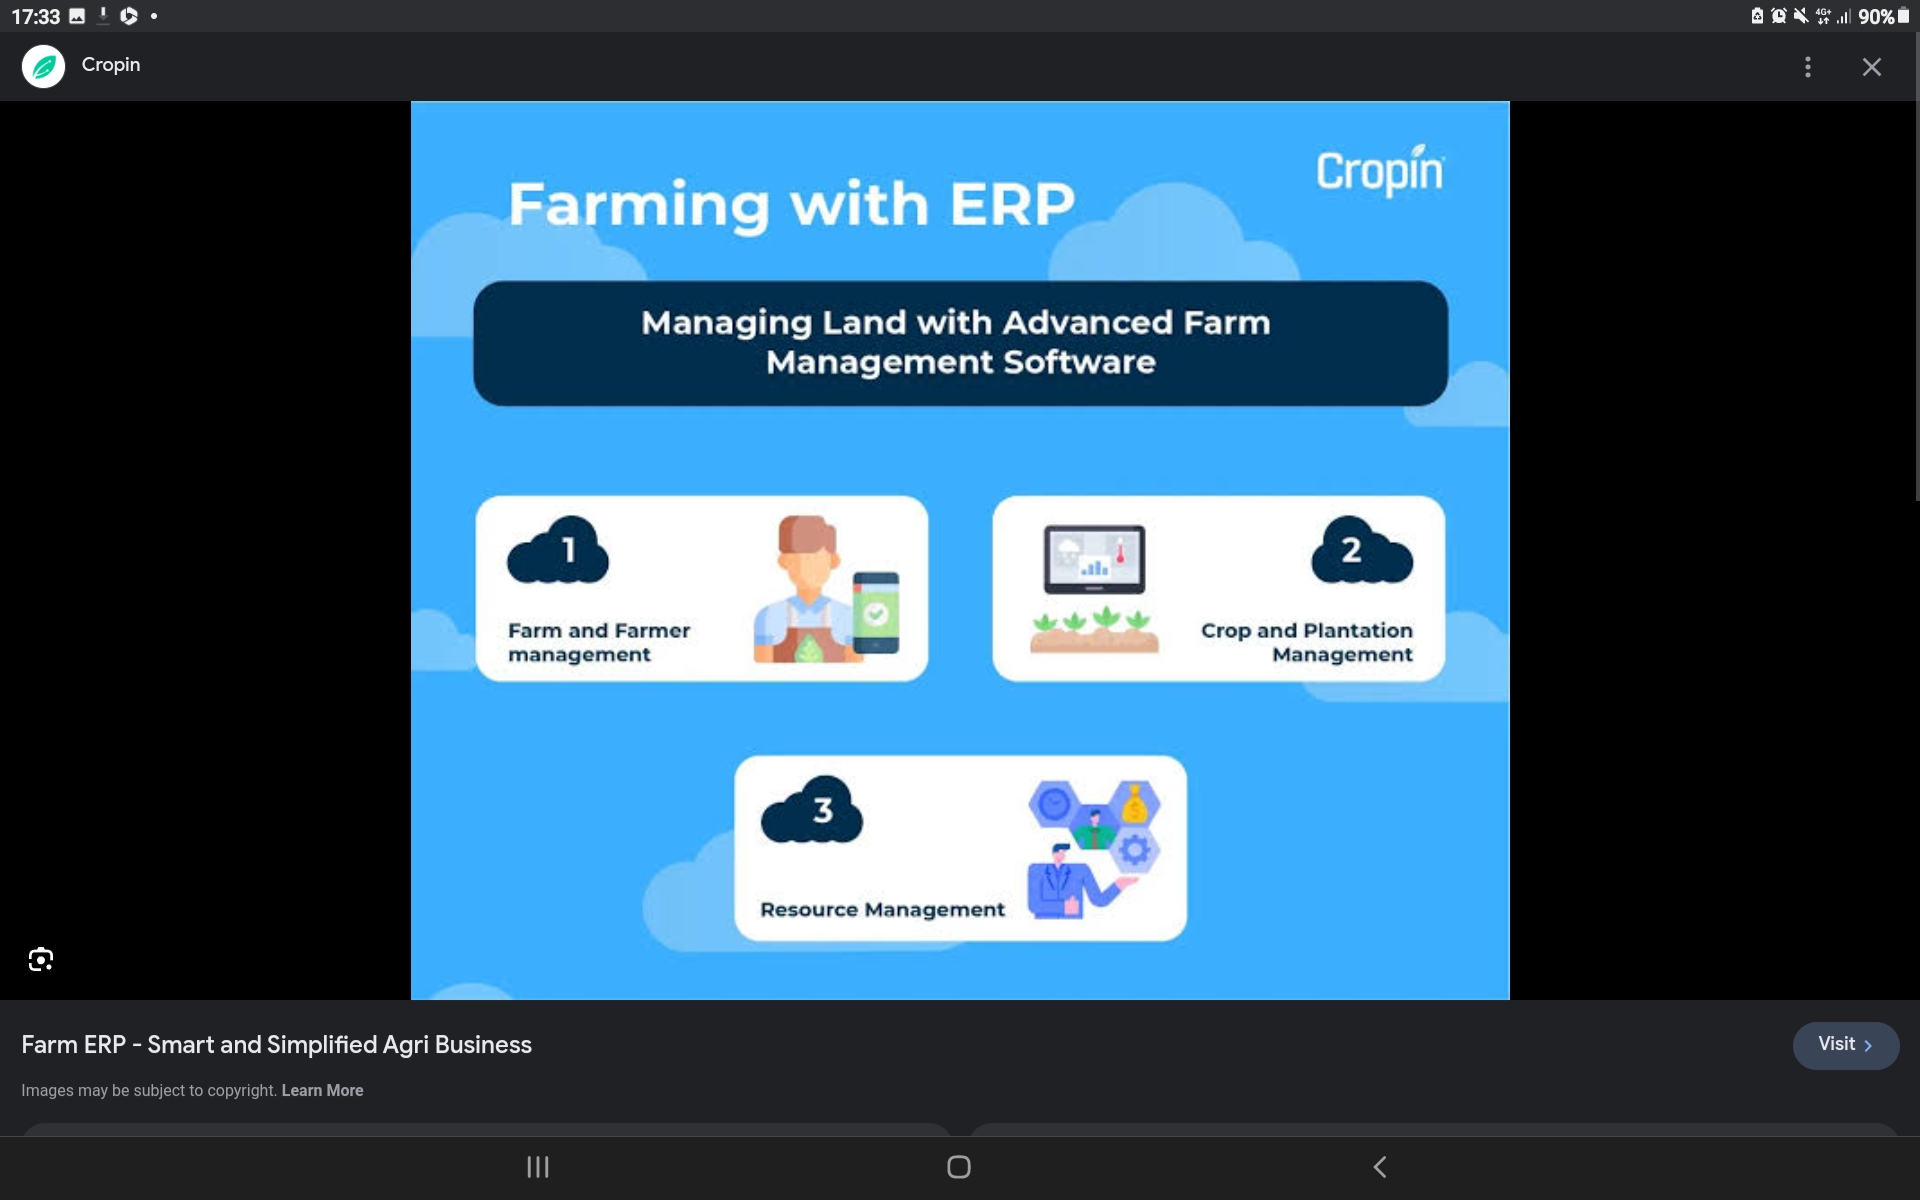 17:33
4G+
90%
Cropin
Cropin
Farming with ERP
Managing Land with Advanced Farm
Management Software
1
Farm and Farmer
management
2
Crop and Plantation
Management
3
Resource Management
Farm ERP - Smart and Simplified Agri Business
Visit
Images may be subject to copyright. Learn More